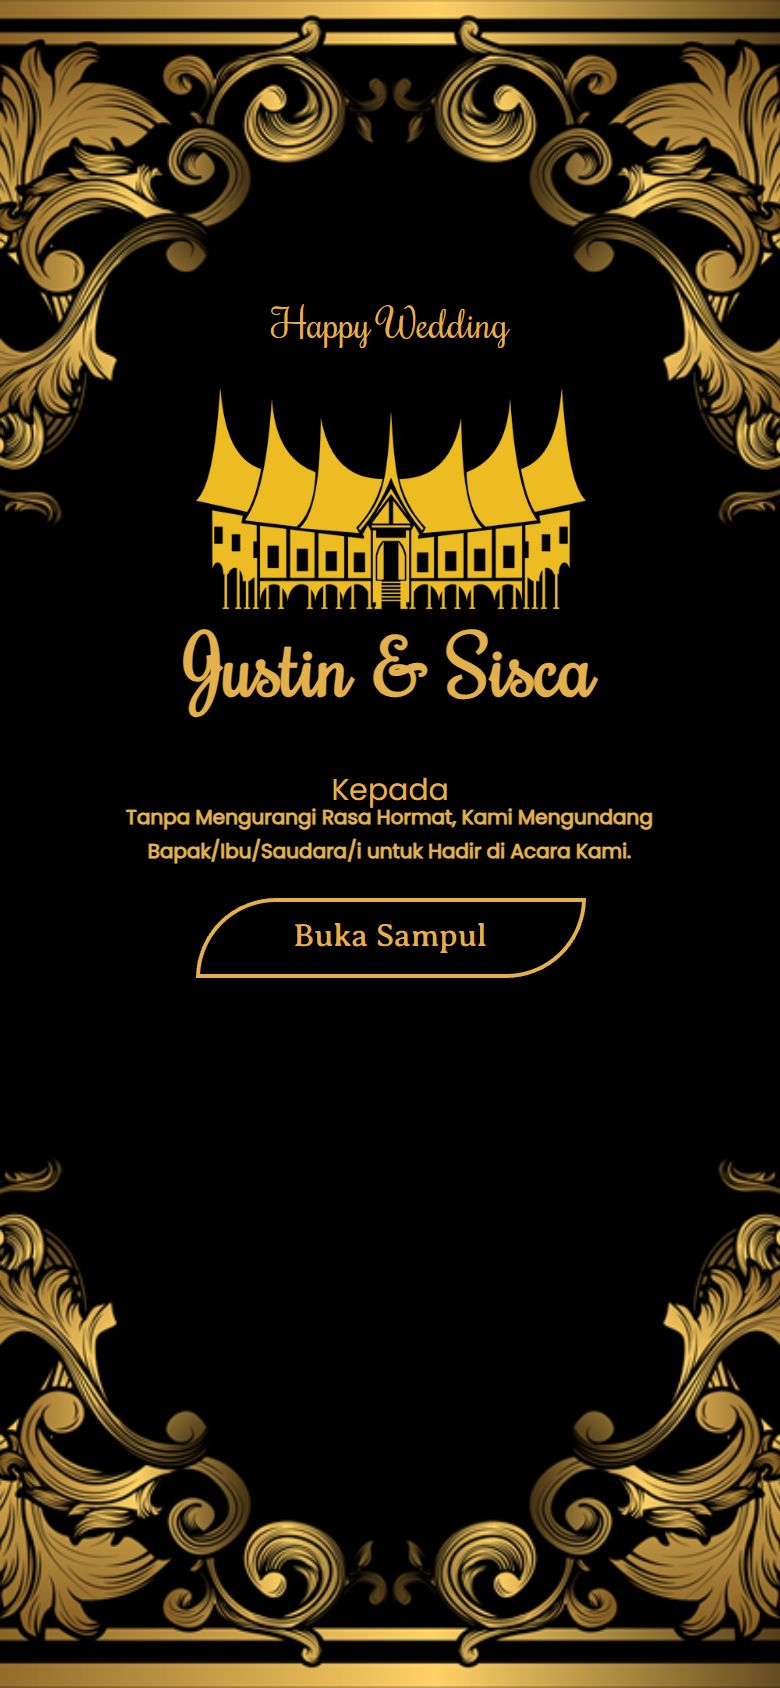 Happy Wedding
Justin & Sisca
Kepada
Tanpa Mengurangi Rasa Hormat, Kami Mengundang
Bapak/Ibu/Saudara/i untuk Hadir di Acara Kami.
Buka Sampul